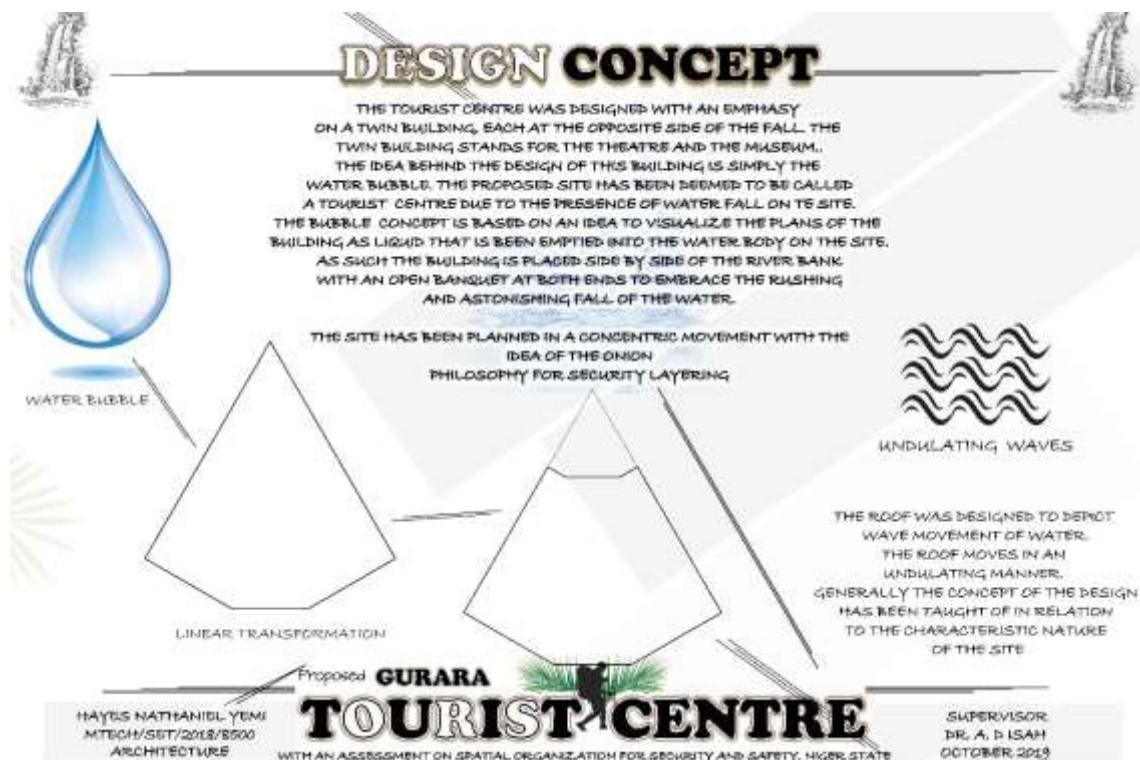 DESIGN CONCEPT
THE TOURIST CENTRE WAS DESIGNED WITH AN EMPHASY
ON A TWIN BUILDING, EACH AT THE OPPOSITE SIDE OF THE FALL. THE
TWIN BUILDING STANDS FOR THE THEATRE AND THE MUSEUM..
THE IDEA BEHIND THE DESIGN OF THIS BUILDING IS SIMPLY THE
WATER BUBBLE. THE PROPOSED SITE HAS BEEN DEEMED TO BE CALLED
A TOURIST CENTRE DUE TO THE PRESENCE OF WATER FALL ON TE SITE.
THE BUBBLE CONCEPT IS BASED ON AN IDEA TO VISUALIZE THE PLANS OF THE
BUILDING AS LIQUID THAT IS BEEN EMPTIED INTO THE WATER BODY ON THE SITE.
AS SUCH THE BUILDING IS PLACED SIDE BY SIDE OF THE RIVER BANK
WITH AN OPEN BANQUET AT BOTH ENDS TO EMBRACE THE RUSHING
AND ASTONISHING FALL OF THE WATER.
THE SITE HAS BEEN PLANNED IN A CONCENTRIC MOVEMENT WITH THE
IDEA OF THE ONION
PHILOSOPHY FOR SECURITY LAYERING
WATER BUBBLE
UNDULATING WAVES
THE ROOF WAS DESIGNED TO DEPICT
WAVE MOVEMENT OF WATER.
THE ROOF MOVES IN AN
UNDULATING MANNER.
GENERALLY THE CONCEPT OF THE DESIGN
HAS BEEN TAUGHT OF IN RELATION
TO THE CHARACTERISTIC NATURE
OF THE SITE
LINEAR TRANSFORMATION
Proposed GURARA
TOURIST CENTRE
WITH AN ASSESSMENT ON SPATIAL ORGANIZATION FOR SECURITY AND SAFETY, NIGER STATE
HAYES NATHANIEL YEMI
MTECH/SET/2018/8500
ARCHITECTURE
SUPERVISOR
DR. A. D ISAH
OCTOBER 2019